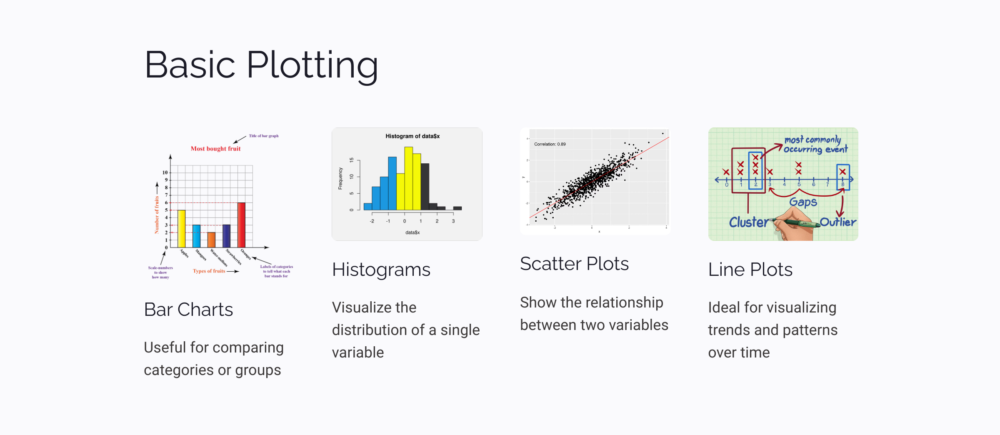 Basic Plotting
Title of bar graph
Most bought fruit
Number of fruits
10
9
8
7
6
5
4
3
2
1
0
Apples
Mangoes
Water-mellons
Strawberries
Oranges
Scale-numbers
to show
how many
Types of fruits
Labels of categories
to tell what each
bar stands for
Bar Charts
Useful for comparing
categories or groups
Histogram of data$x
Frequency
15
10
5
0
-2 -1 0 1 2 3
data$x
Histograms
Visualize the
distribution of a single
variable
Correlation: 0.89
y
4
2
0
-2
-4
-2 0 2 4
x
Scatter Plots
Show the relationship
between two variables
most commonly
occurring event
0 1 2 3 4 5 6 7 8
Gaps
Cluster
Outlier
Line Plots
Ideal for visualizing
trends and patterns
over time